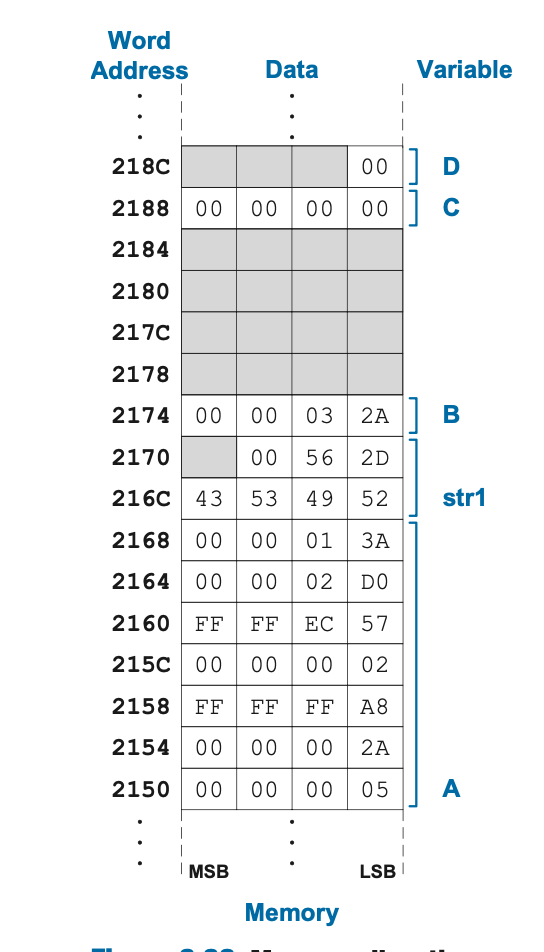 Word
Address Data Variable
218C 00 D
2188 00 00 00 00 C
2184
2180
217C
2178
2174 00 00 03 2A B
2170 00 56 2D
216C 43 53 49 52 str1
2168 00 00 01 3A
2164 00 00 02 D0
2160 FF FF EC 57
215C 00 00 00 02
2158 FF FF FF A8
2154 00 00 00 2A
2150 00 00 00 05 A
MSB LSB
Memory